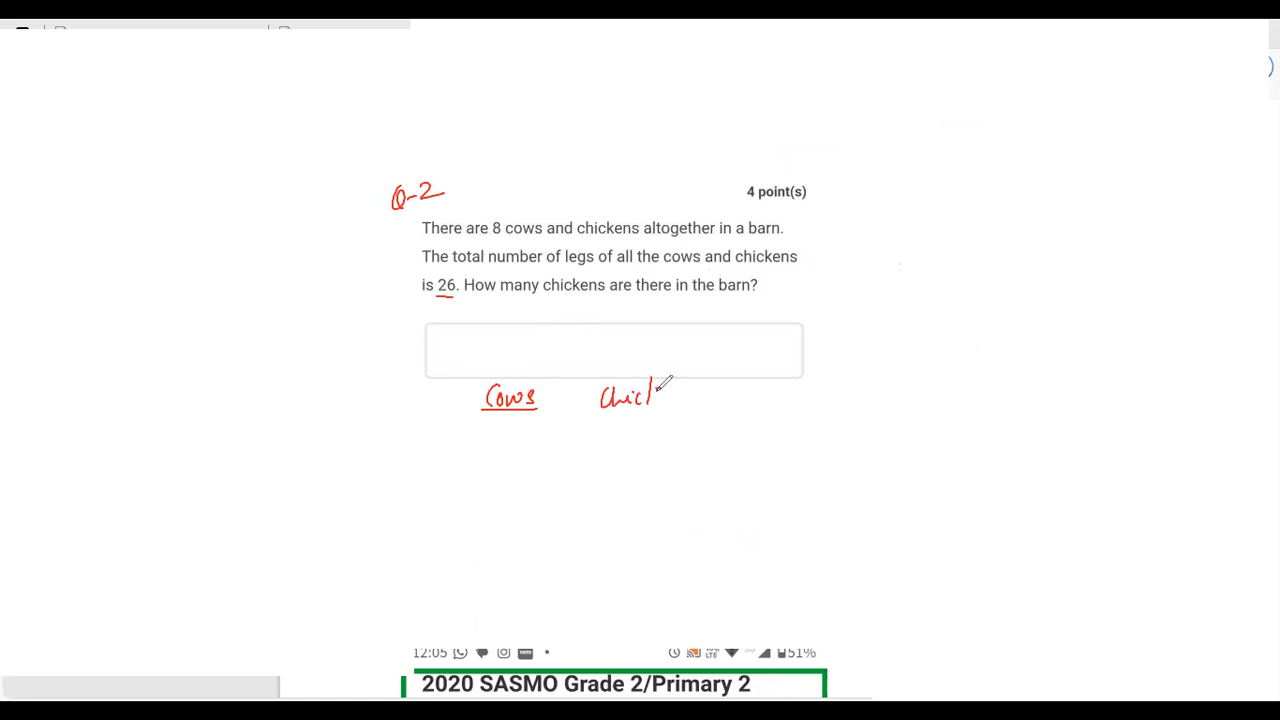 Q-2
4 point(s)
There are 8 cows and chickens altogether in a barn.
The total number of legs of all the cows and chickens
is 26. How many chickens are there in the barn?
Cows
12:05
51%
2020 SASMO Grade 2/Primary 2